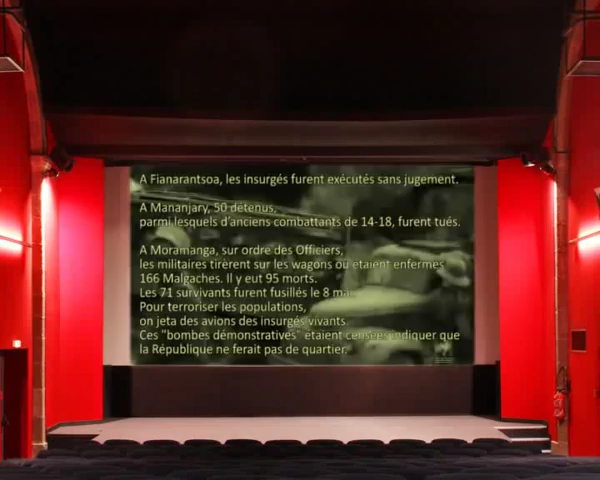 A Fianarantsoa, les insurgés furent exécutés sans jugement.
A Mananjary, 50 détenus,
parmi lesquels d'anciens combattants de 14-18, furent tués.
A Moramanga, sur ordre des Officiers,
les militaires tirèrent sur les wagons où étaient enfermés
166 Malgaches. Il y eut 95 morts.
Les 71 survivants furent fusillés le 8 mai.
Pour terroriser les populations,
on jeta des avions des insurgés vivants.
Ces "bombes démonstratives" étaient censées indiquer que
la République ne ferait pas de quartier.